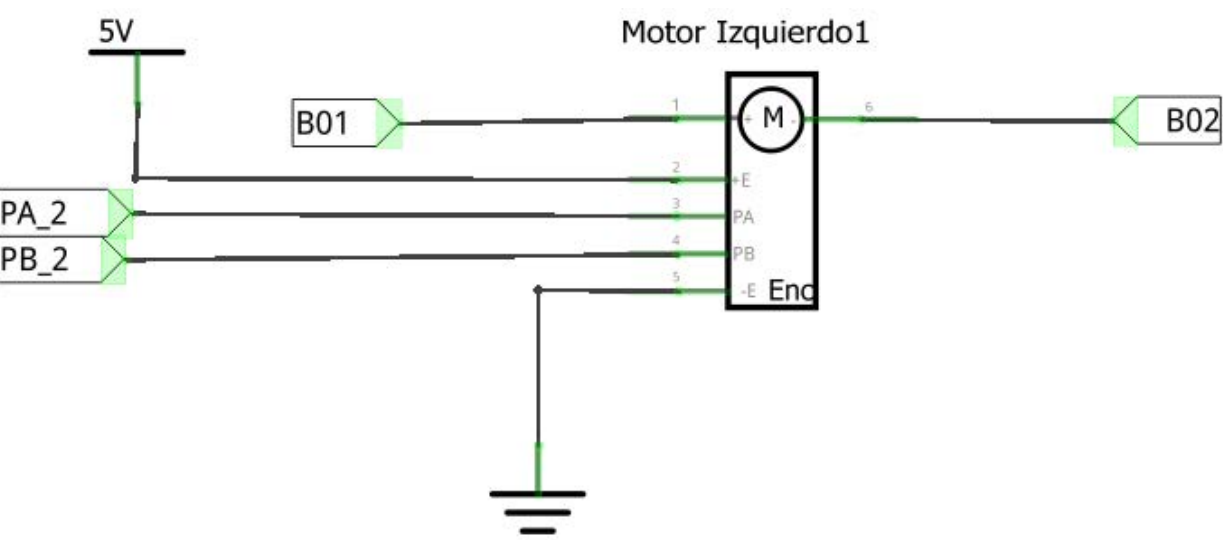 5V
Motor Izquierdo1
B01
1
M
+
-
6
B02
2
+E
PA_2
3
PA
PB_2
4
PB
5
-E
Enc